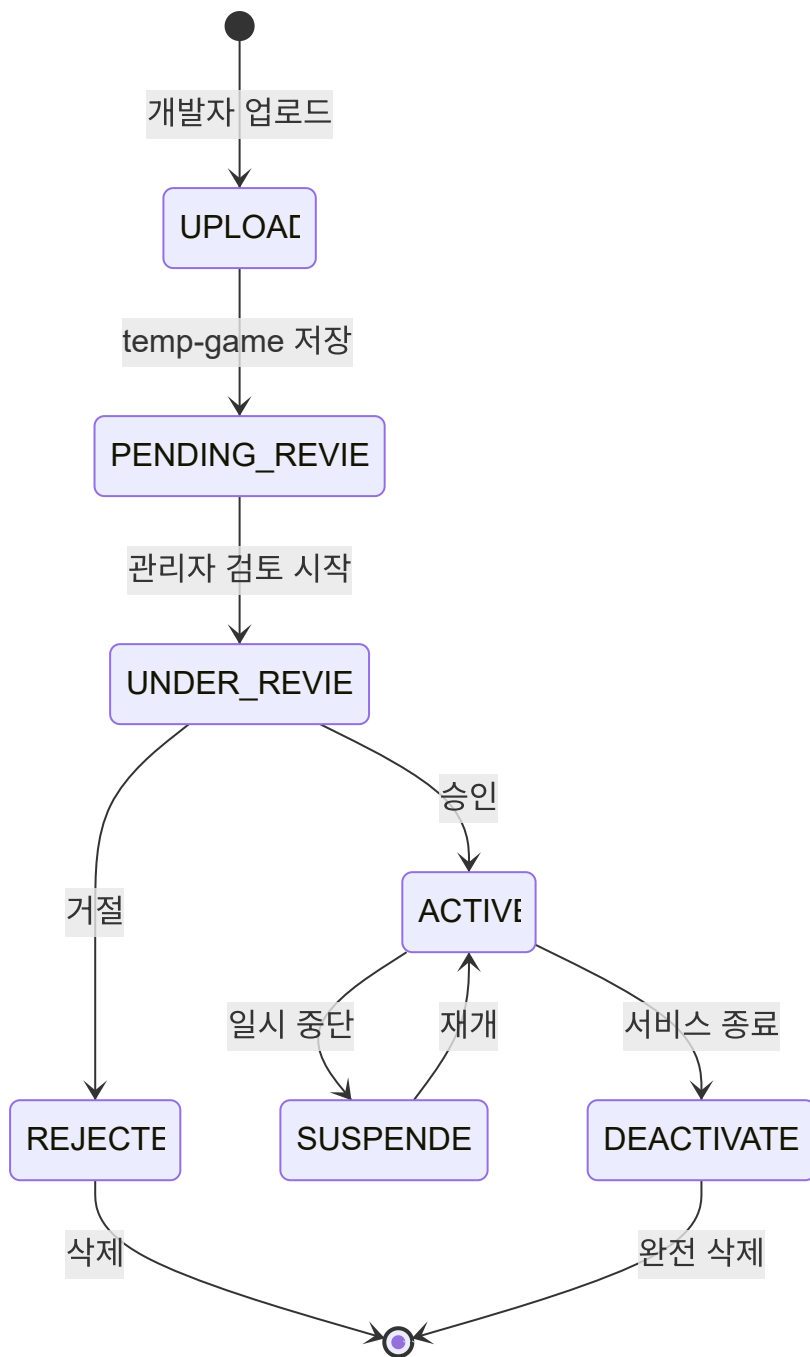 개발자 업로드
UPLOAD
temp-game 저장
PENDING_REVIE
관리자 검토 시작
UNDER_REVIE
승인
거절
ACTIVE
일시 중단
재개
서비스 종료
REJECTE
SUSPENDE
DEACTIVATE
삭제
완전 삭제